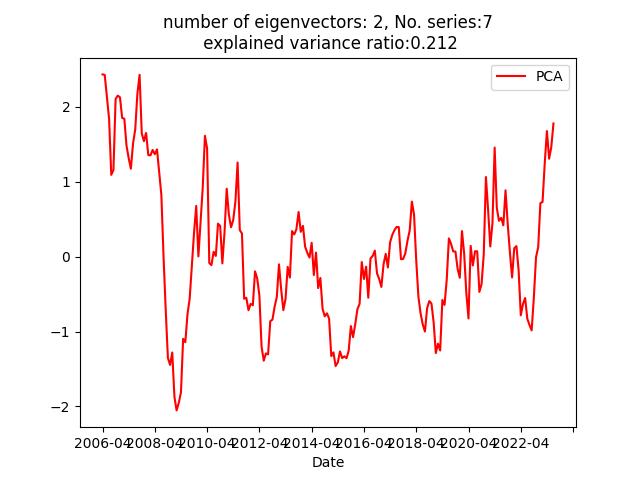 number of eigenvectors: 2, No. series:7
explained variance ratio:0.212
PCA
2
1
0
−1
−2
2006-04 2008-04 2010-04 2012-04 2014-04 2016-04 2018-04 2020-04 2022-04
Date